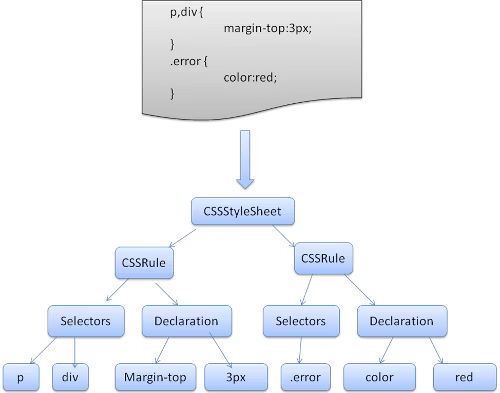 p,div {
margin-top:3px;
}
.error {
color:red;
}
CSSStyleSheet
CSSRule
CSSRule
Selectors
Declaration
Selectors
Declaration
p
div
Margin-top
3px
.error
color
red